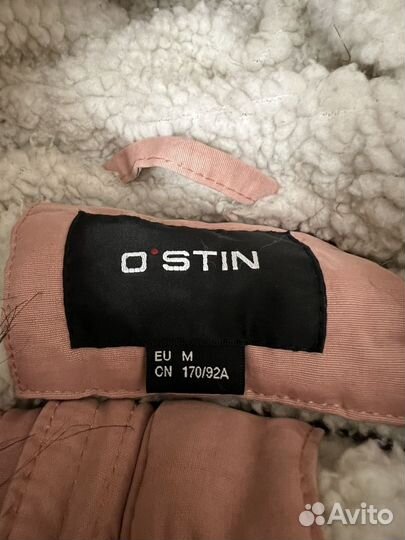 O'STIN
EU M
CN 170/92A
Avito